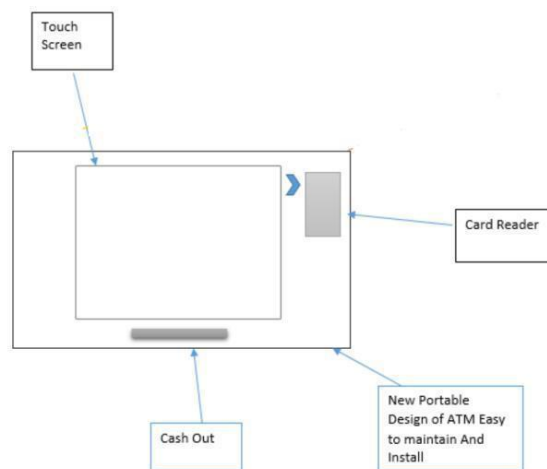 Touch
Screen
Card Reader
New Portable
Design of ATM Easy
to maintain And
Install
Cash Out